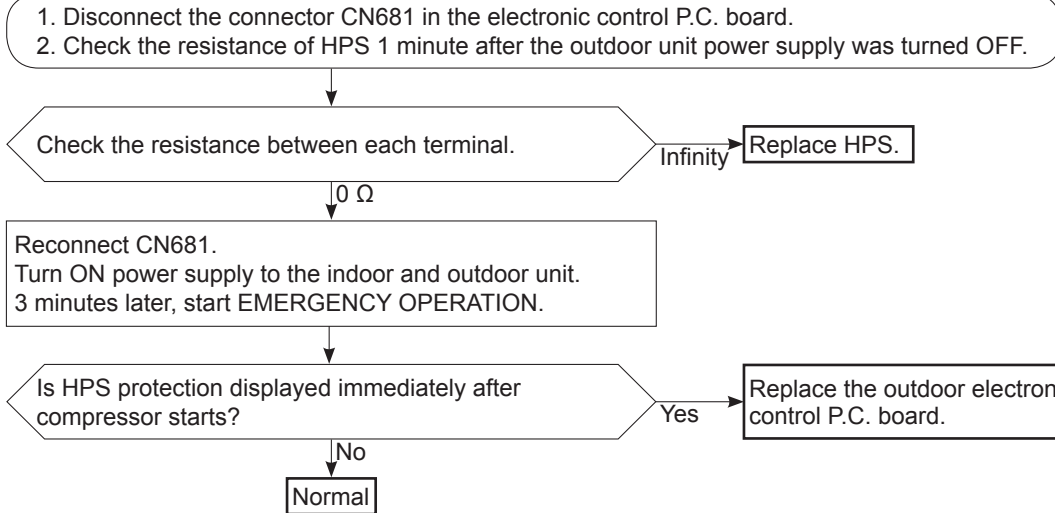 1. Disconnect the connector CN681 in the electronic control P.C. board.
2. Check the resistance of HPS 1 minute after the outdoor unit power supply was turned OFF.
Check the resistance between each terminal.
Infinity
Replace HPS.
0 Ω
Reconnect CN681.
Turn ON power supply to the indoor and outdoor unit.
3 minutes later, start EMERGENCY OPERATION.
Is HPS protection displayed immediately after
compressor starts?
Yes
Replace the outdoor electron
control P.C. board.
No
Normal